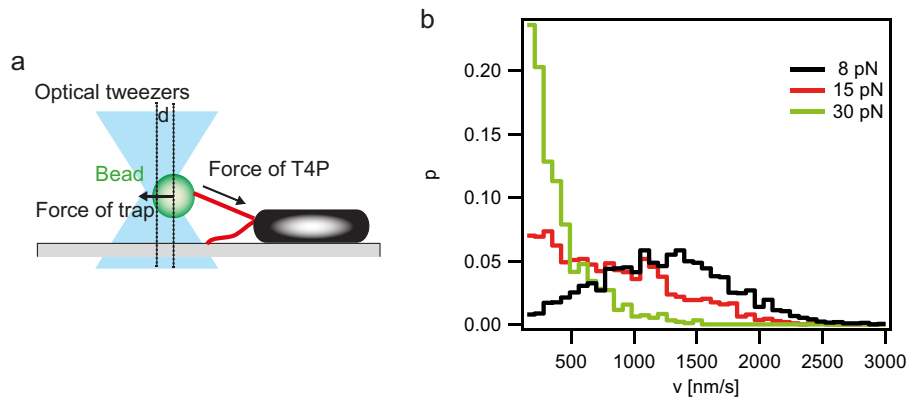 a
Optical tweezers
d
Bead
Force of T4P
Force of trap
b
0.20
0.15
0.10
0.05
0.00
p
8 pN
15 pN
30 pN
500
1000
1500
2000
2500
3000
v [nm/s]